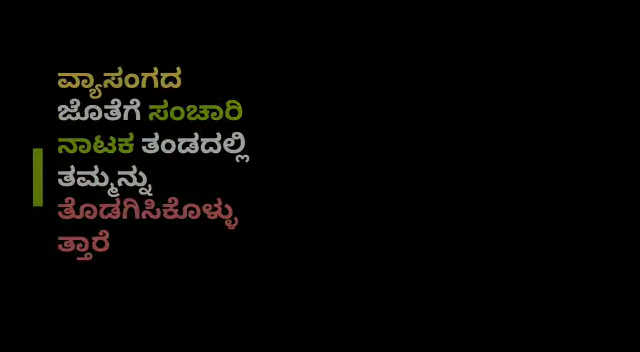 ವ್ಯಾಸಂಗದ
ಜೊತೆಗೆ ಸಂಚಾರಿ
ನಾಟಕ ತಂಡದಲ್ಲಿ
ತಮ್ಮನ್ನು
ತೊಡಗಿಸಿಕೊಳ್ಳು
ತ್ತಾರೆ